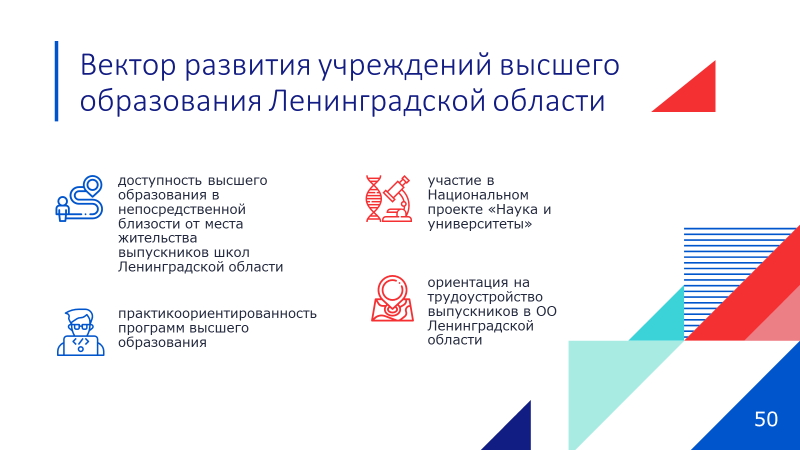 Вектор развития учреждений высшего
образования Ленинградской области
доступность высшего
образования в
непосредственной
близости от места
жительства
выпускников школ
Ленинградской области
практикоориентированность
программ высшего
образования
участие в
Национальном
проекте «Наука и
университеты»
ориентация на
трудоустройство
выпускников в ОО
Ленинградской
области
50